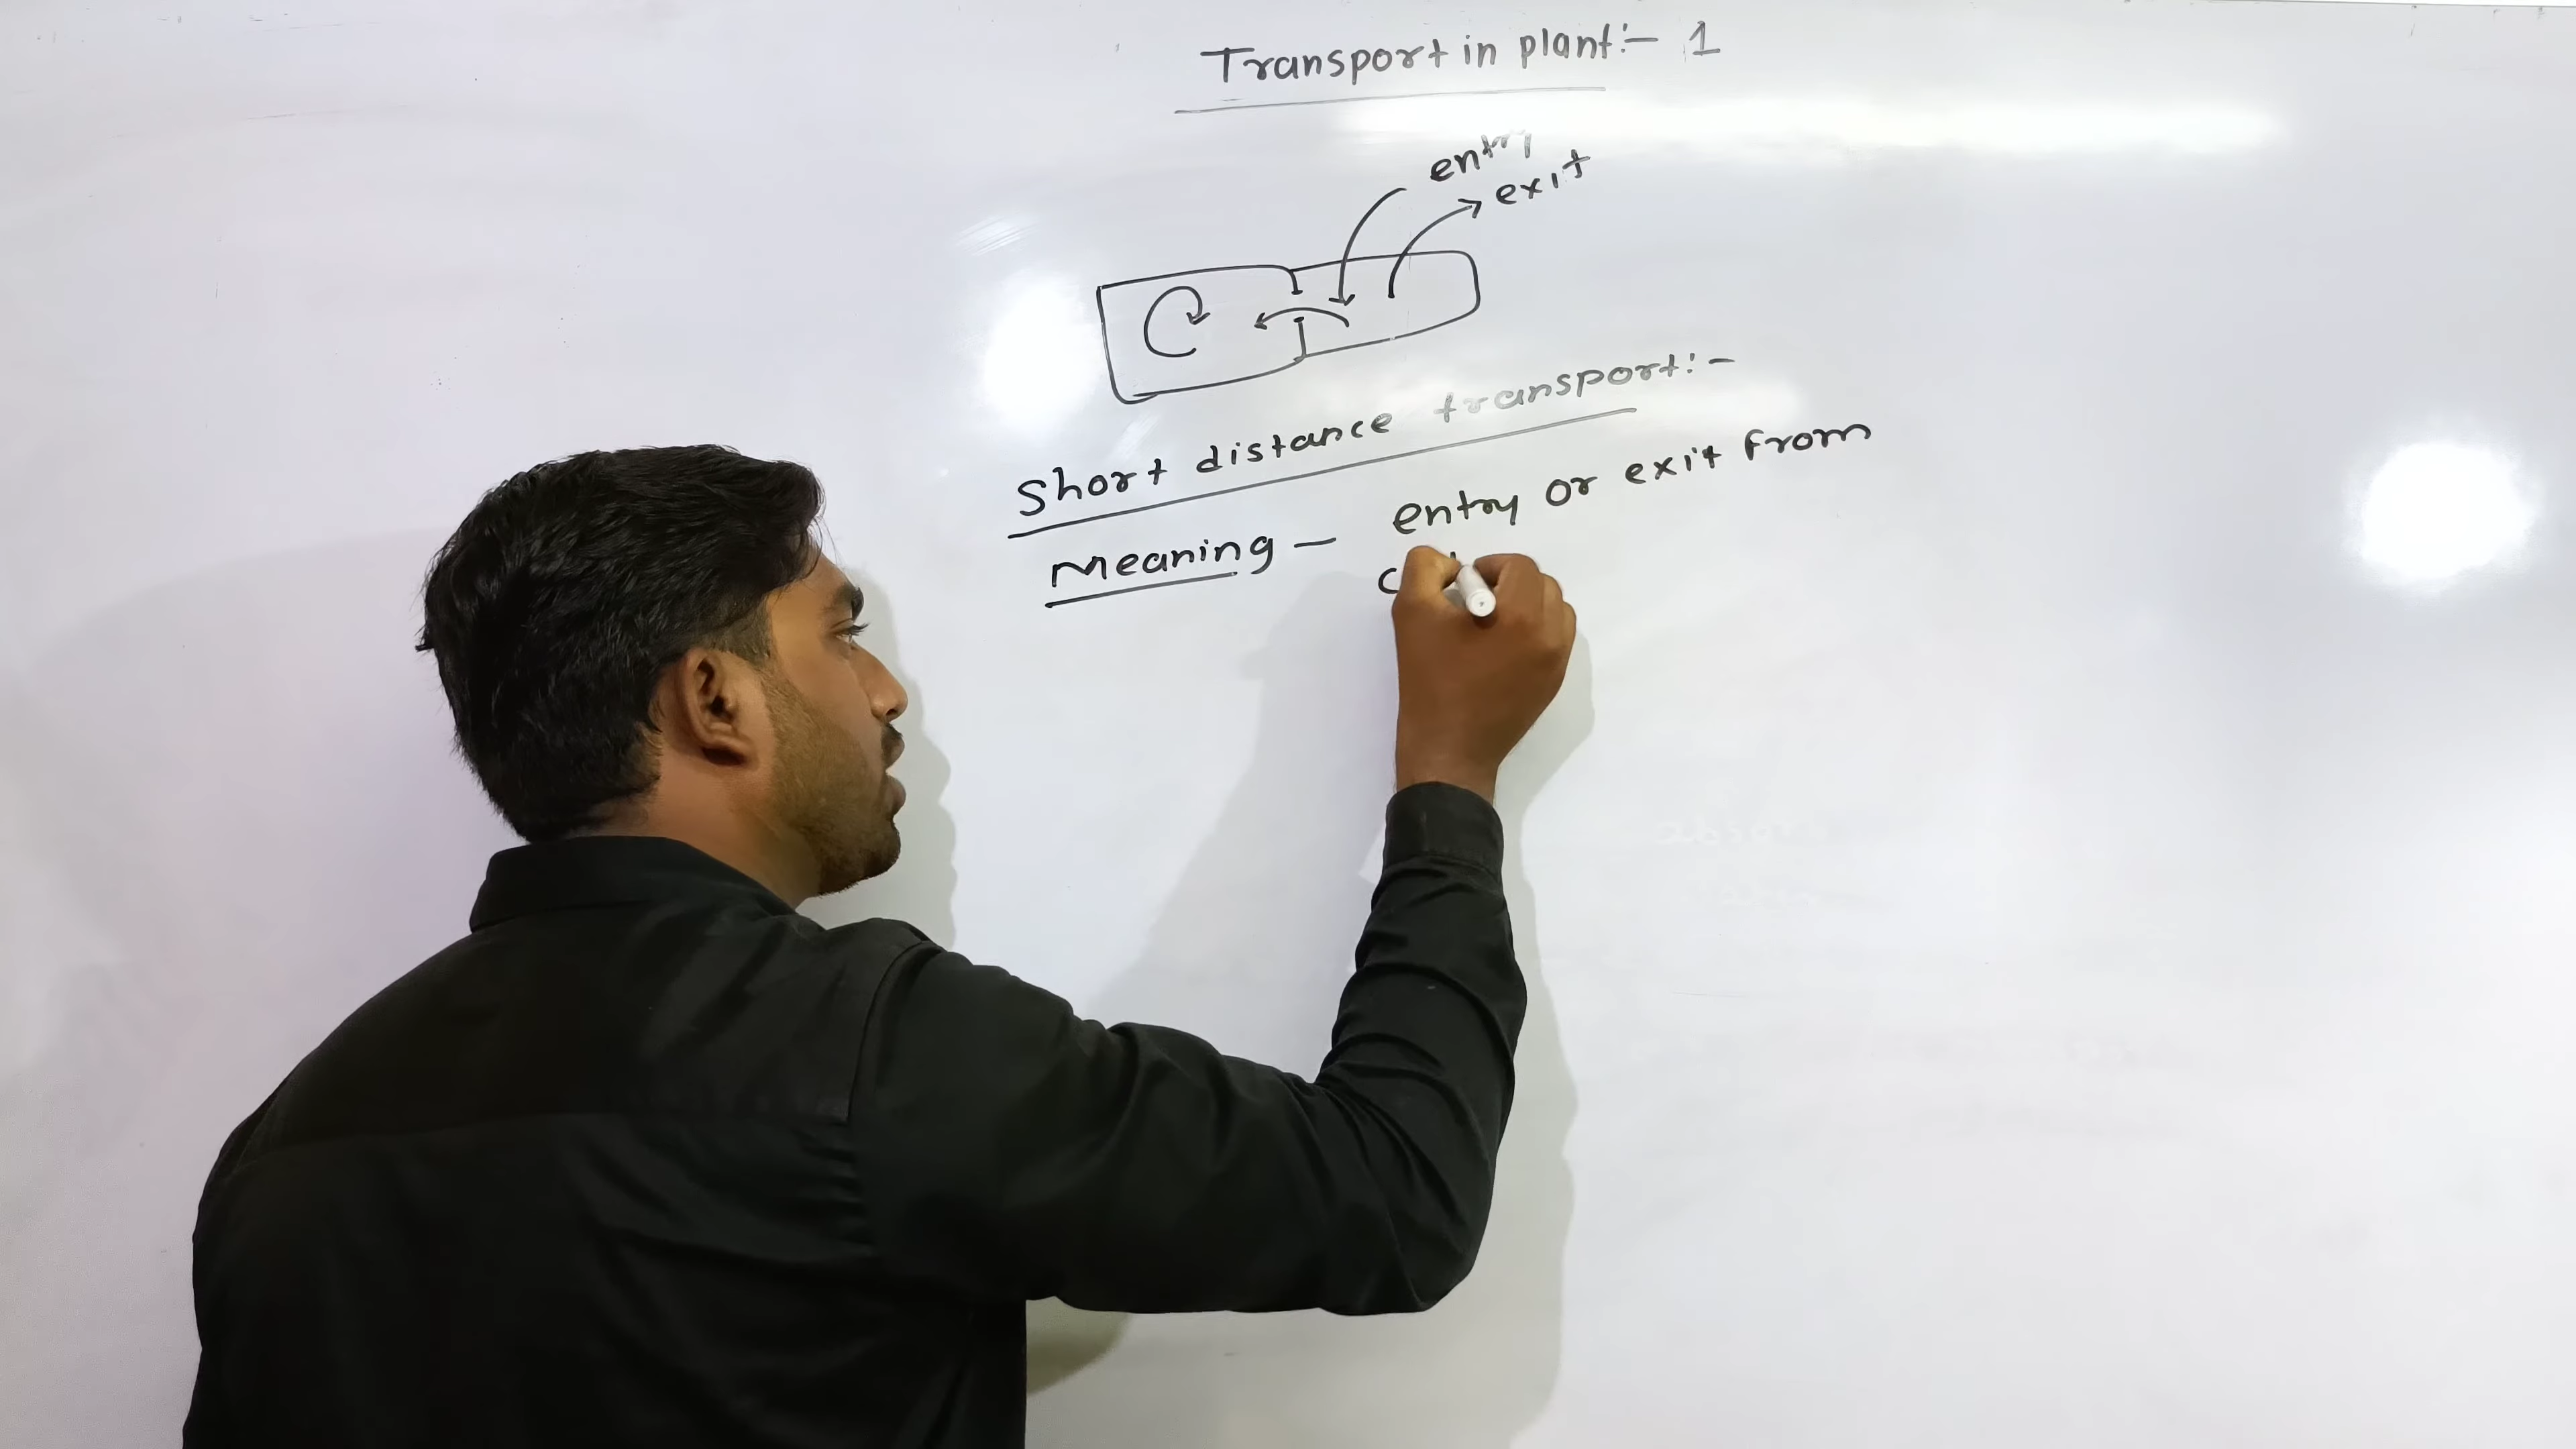 Transport in plant:- 1
entry
exit
Short distance transport:-
Meaning - entry or exit from